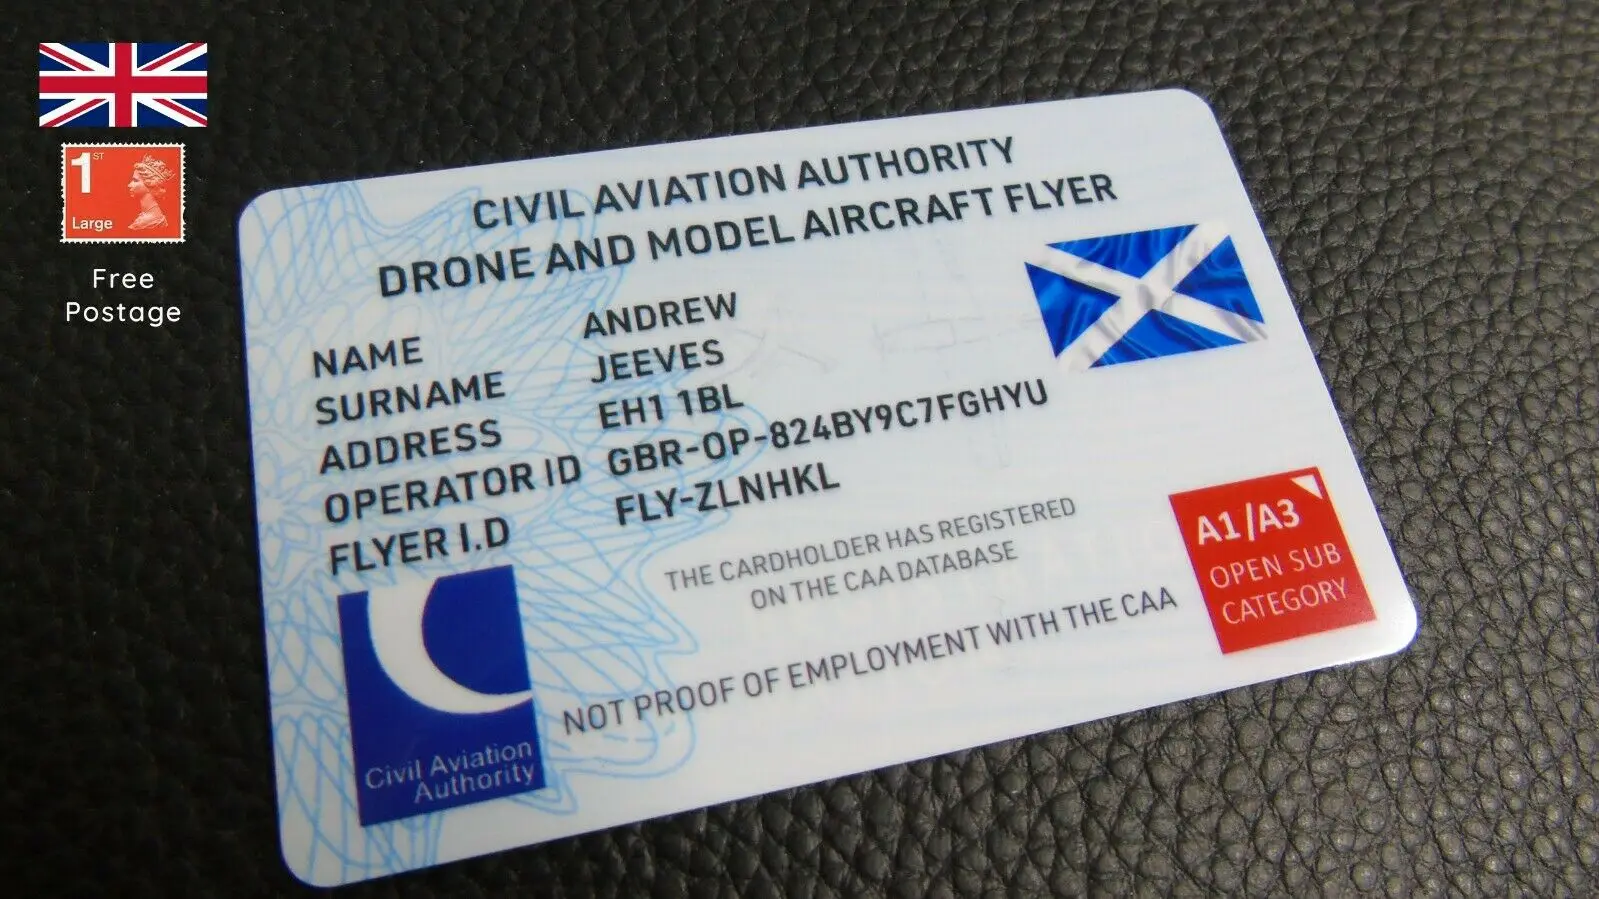 1ST
Large
Free
Postage
CIVIL AVIATION AUTHORITY
DRONE AND MODEL AIRCRAFT FLYER
NAME ANDREW
SURNAME JEEVES
ADDRESS EH1 1BL
OPERATOR ID GBR-OP-824BY9C7FGHYU
FLYER I.D FLY-ZLNHKL
THE CARDHOLDER HAS REGISTERED
ON THE CAA DATABASE
NOT PROOF OF EMPLOYMENT WITH THE CAA
A1/A3
OPEN SUB
CATEGORY
Civil Aviation
Authority